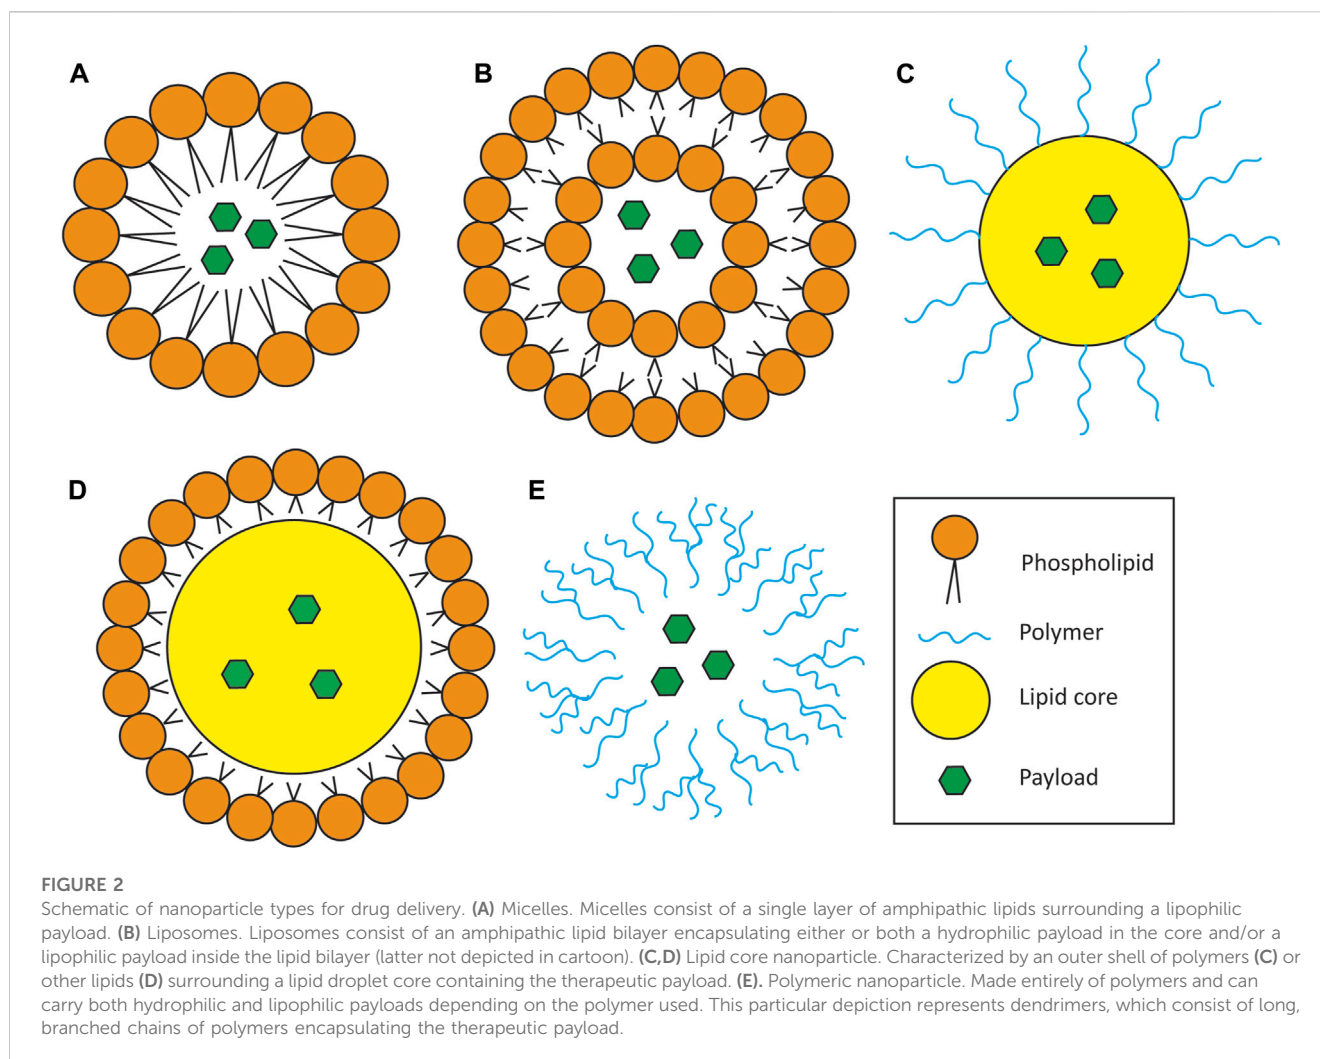 A
B
C
D
E
Phospholipid
Polymer
Lipid core
Payload
FIGURE 2
Schematic of nanoparticle types for drug delivery. (A) Micelles. Micelles consist of a single layer of amphipathic lipids surrounding a lipophilic
payload. (B) Liposomes. Liposomes consist of an amphipathic lipid bilayer encapsulating either or both a hydrophilic payload in the core and/or a
lipophilic payload inside the lipid bilayer (latter not depicted in cartoon). (C,D) Lipid core nanoparticle. Characterized by an outer shell of polymers (C) or
other lipids (D) surrounding a lipid droplet core containing the therapeutic payload. (E). Polymeric nanoparticle. Made entirely of polymers and can
carry both hydrophilic and lipophilic payloads depending on the polymer used. This particular depiction represents dendrimers, which consist of long,
branched chains of polymers encapsulating the therapeutic payload.